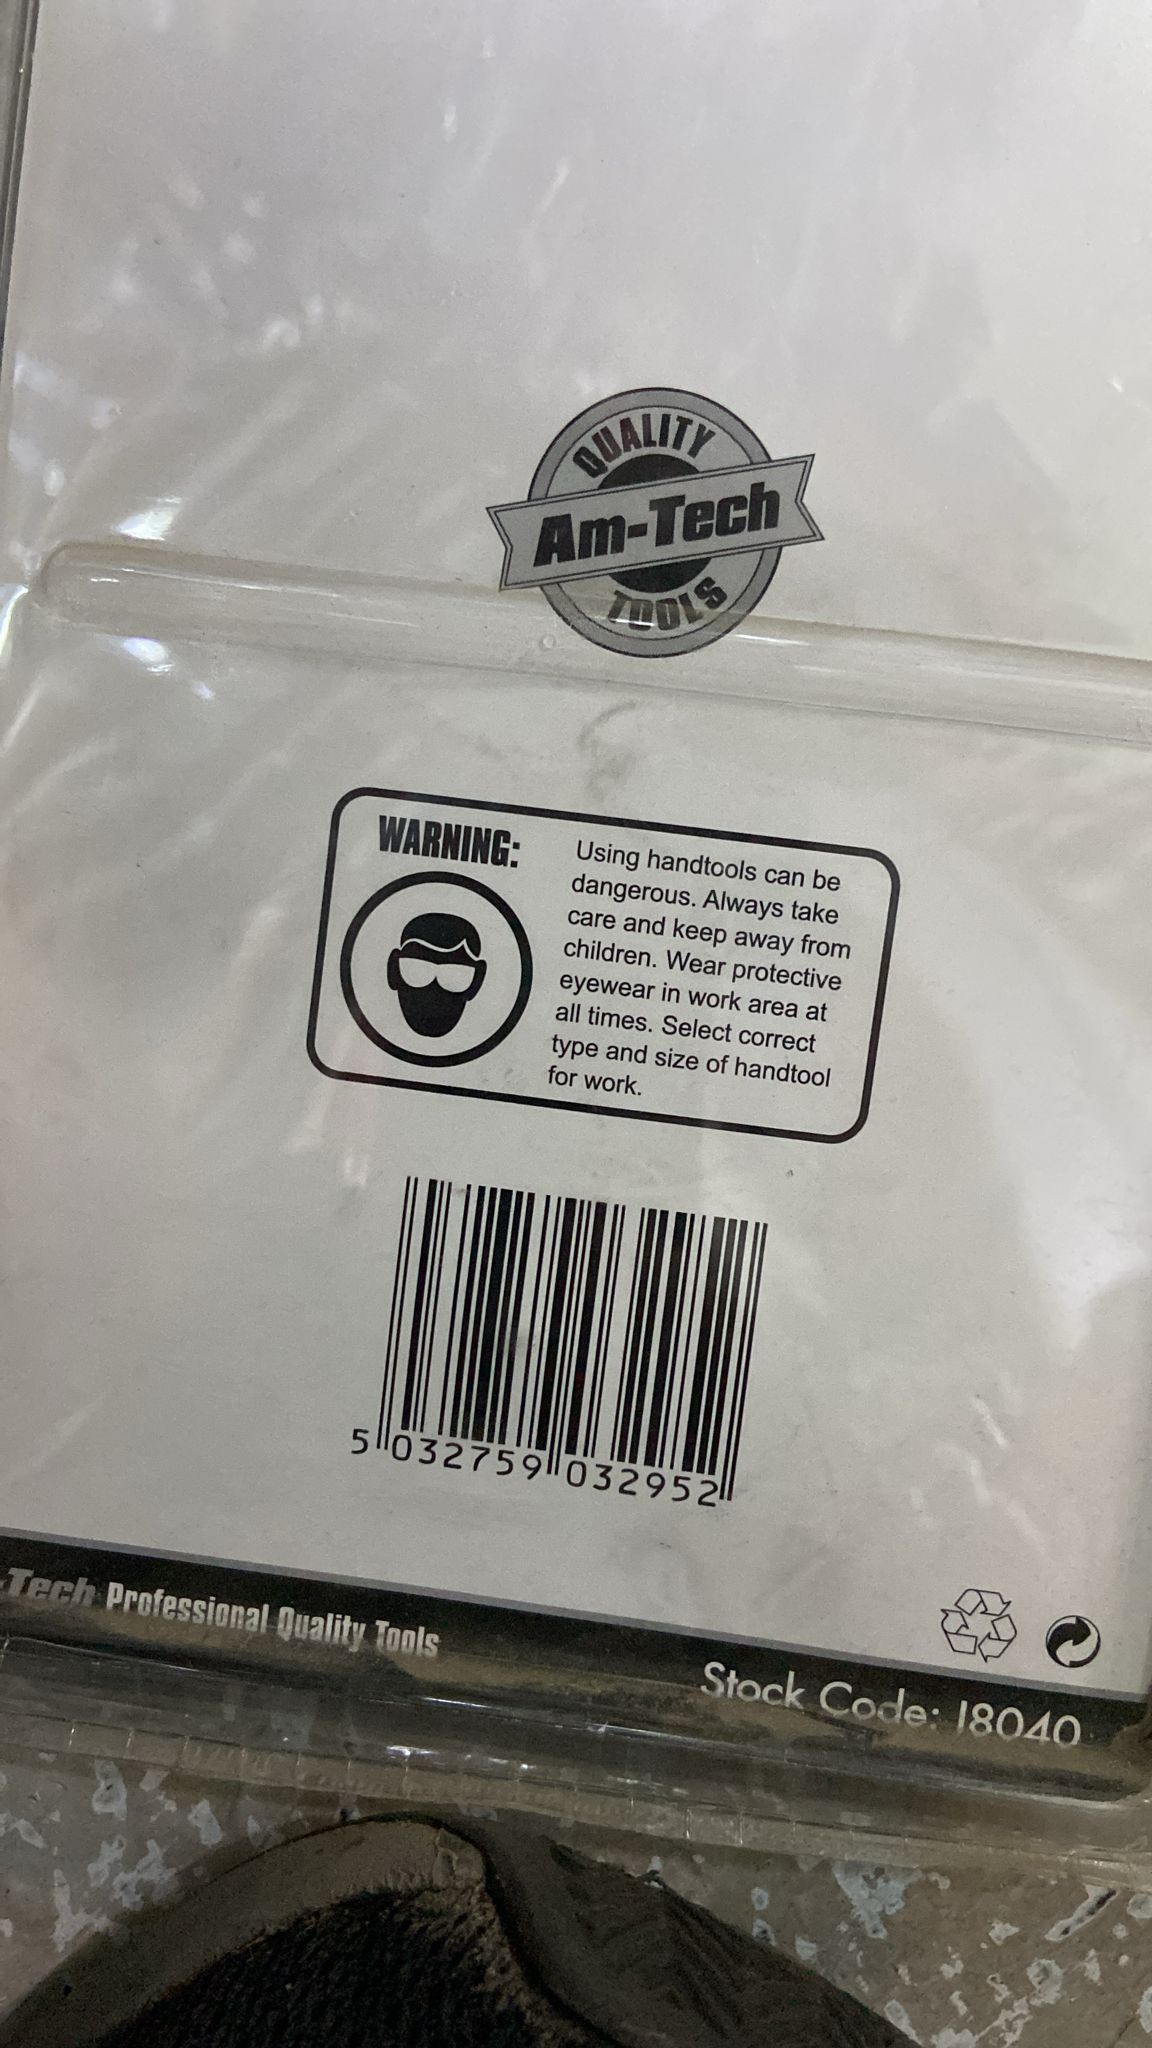 QUALITY
Am-Tech
TOOLS
WARNING:
Using handtools can be
dangerous. Always take
care and keep away from
children. Wear protective
eyewear in work area at
all times. Select correct
type and size of handtool
for work.
5 032759 032952
-Tech Professional Quality Tools
Stock Code: I8040